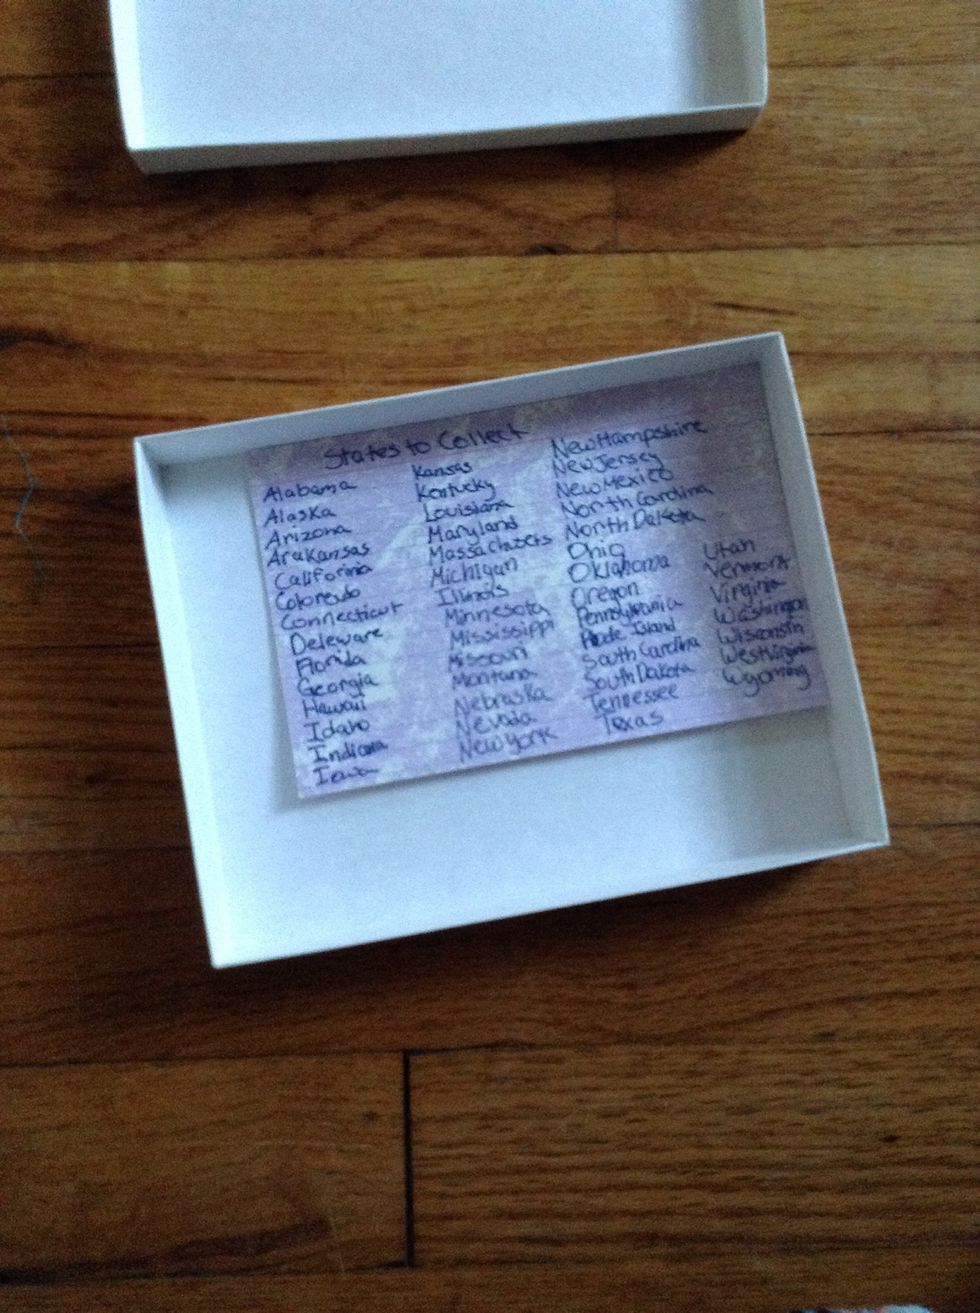 States to Collect
Alabama
Alaska
Arizona
Arakansas
California
Colorado
Connecticut
Deleware
Florida
Georgia
Hawaii
Idaho
Indiana
Iowa
Kansas
Kentucky
Louisiana
Maryland
Massachusets
Michigan
Illinois
Minnesota
Mississippi
Missouri
Montana
Nebraska
Nevada
New York
New Hampshire
New Jersey
New Mexico
North Carolina
North Dakota
Ohio
Oklahoma
Oregon
Pennsylvania
Rhode Island
South Carolina
South Dakota
Tennessee
Texas
Utah
Vermont
Virginia
Washington
Wisconsin
West Virginia
Wyoming